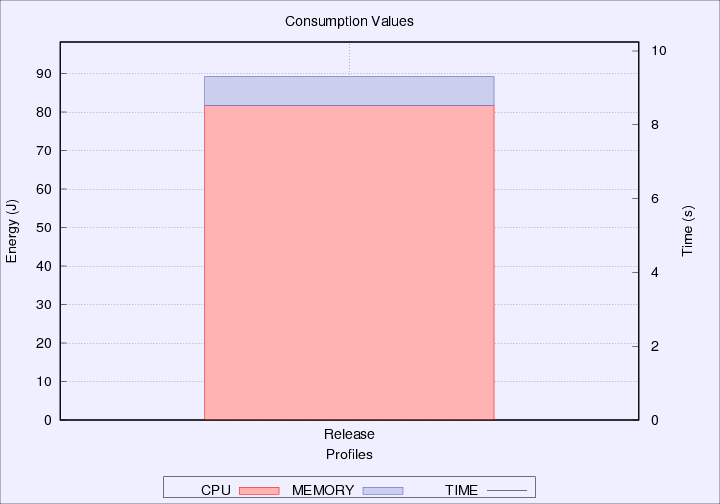 Consumption Values
90
80
70
60
50
40
30
20
10
0
Energy (J)
10
8
6
4
2
0
Time (s)
Release
Profiles
CPU MEMORY TIME